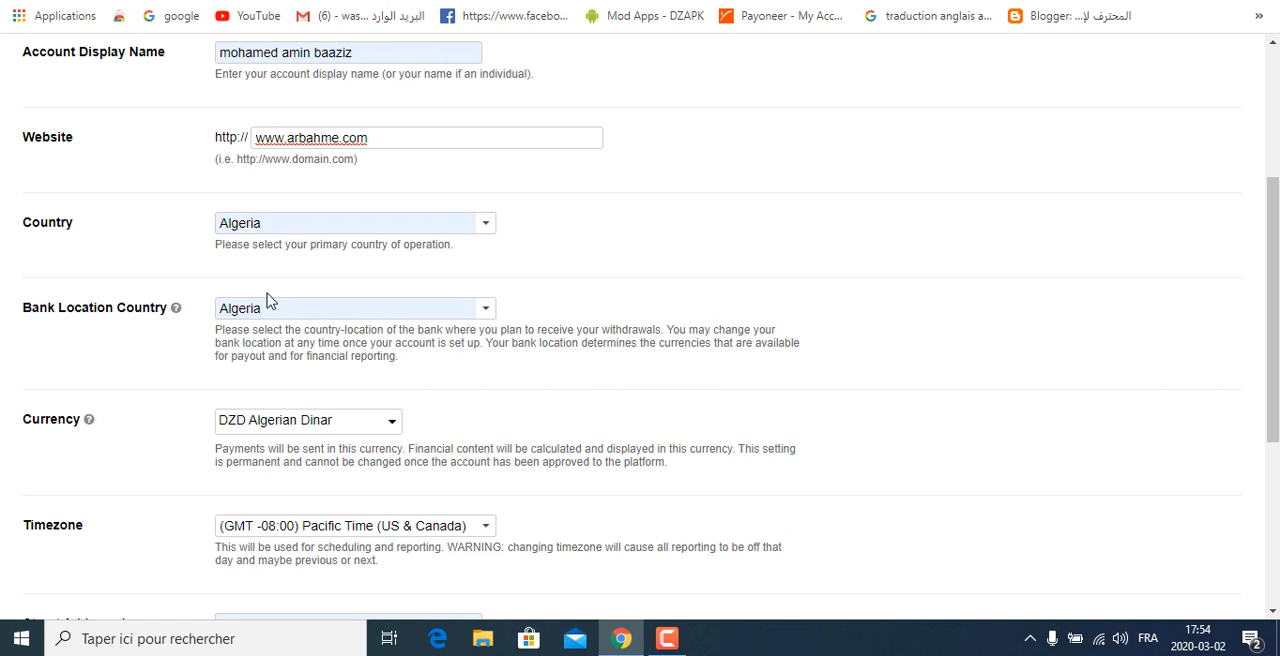 Applications google YouTube (6) - was... البريد الوارد https://www.facebo... Mod Apps - DZAPK Payoneer - My Acc... traduction anglais a... Blogger: المحترف لإ... »
Account Display Name mohamed amin baaziz
Enter your account display name (or your name if an individual).
Website http:// www.arbahme.com
(i.e. http://www.domain.com)
Country Algeria
Please select your primary country of operation.
Bank Location Country ? Algeria
Please select the country-location of the bank where you plan to receive your withdrawals. You may change your
bank location at any time once your account is set up. Your bank location determines the currencies that are available
for payout and for financial reporting.
Currency ? DZD Algerian Dinar
Payments will be sent in this currency. Financial content will be calculated and displayed in this currency. This setting
is permanent and cannot be changed once the account has been approved to the platform.
Timezone (GMT -08:00) Pacific Time (US & Canada)
This will be used for scheduling and reporting. WARNING: changing timezone will cause all reporting to be off that
day and maybe previous or next.
Taper ici pour rechercher FRA 17:54
2020-03-02 2